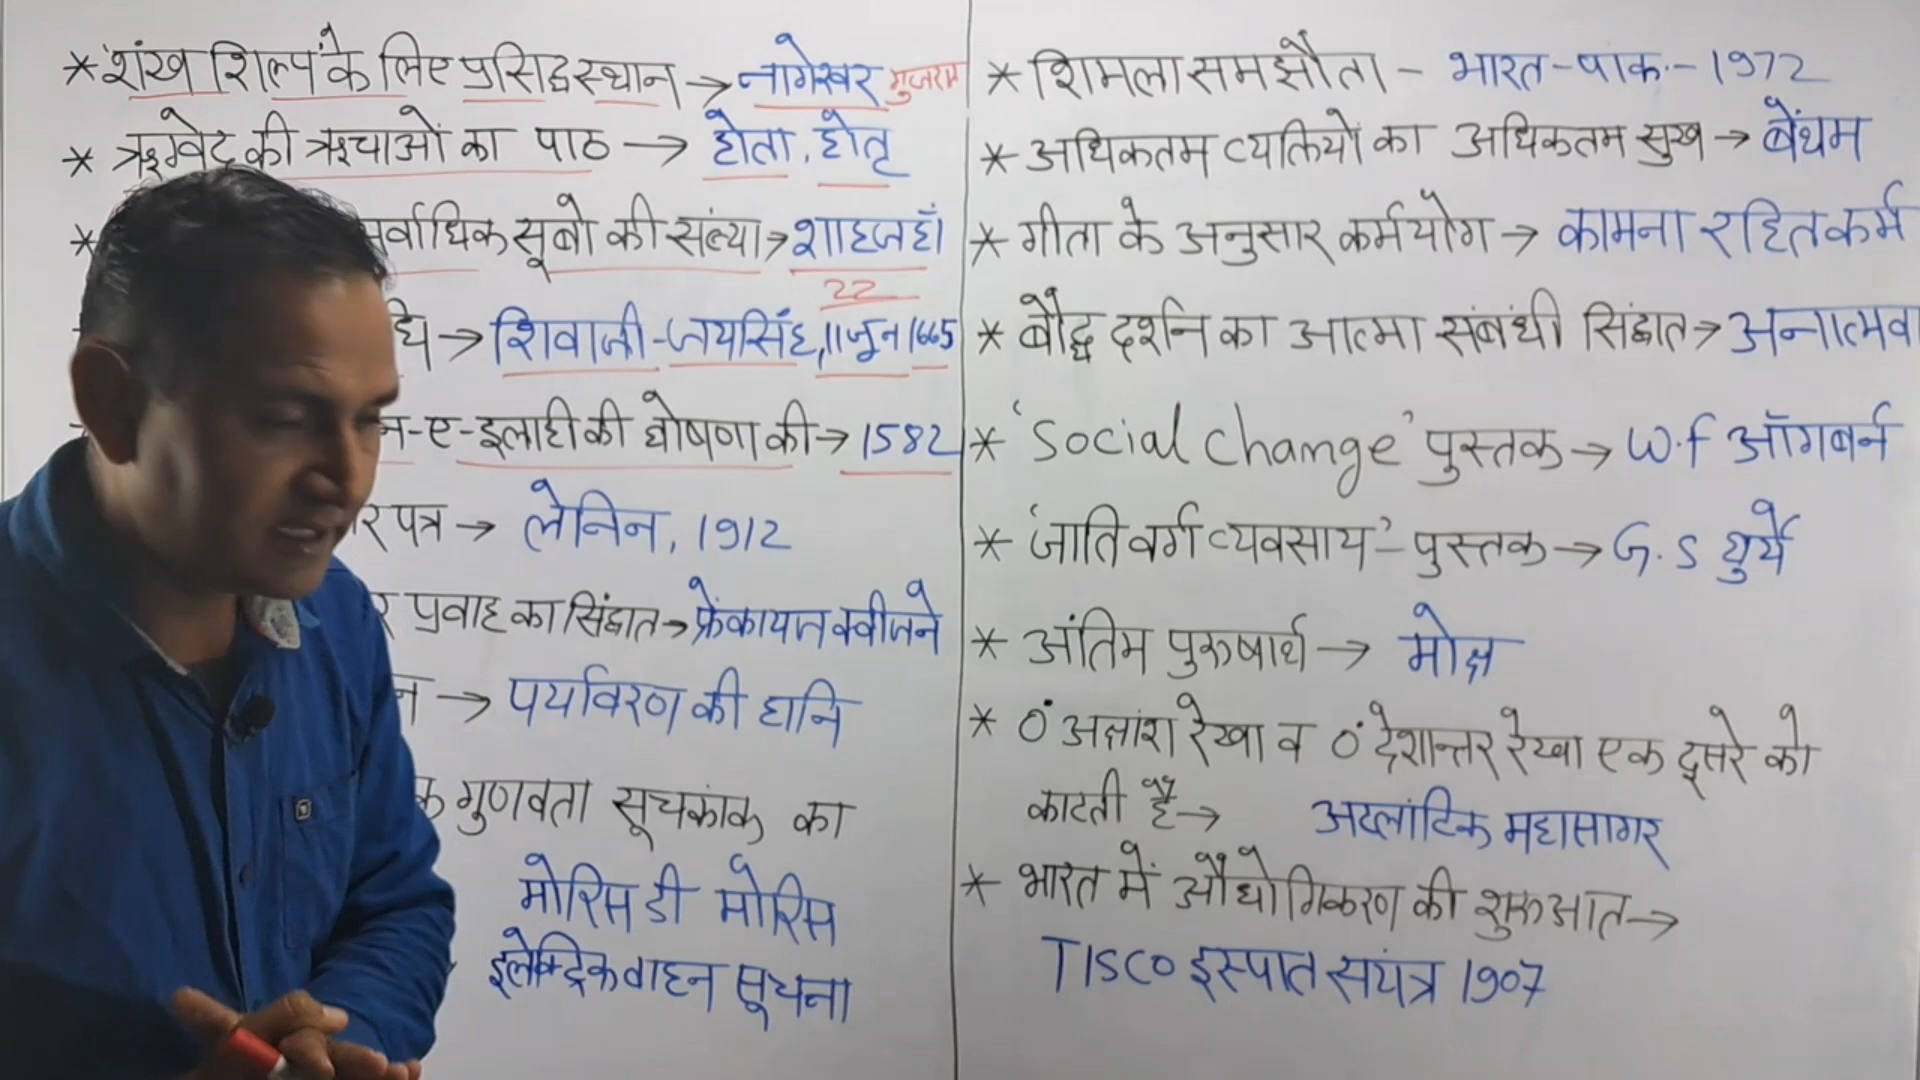 * 'शंख शिल्प' के लिए प्रसिद्ध स्थान → नागेश्वर गुजरात
* ऋग्वेद की ऋचाओं का पाठ → होता, होतृ
* सर्वाधिक सूबो की संख्या → शाहजहाँ
22
धि → शिवाजी - जयसिंह, 11 जून 1665
न-ए-इलाही की घोषणा की → 1582
र पत्र → लेनिन, 1912
र प्रवाह का सिद्दांत → फ्रेंकायज क्वीजने
न → पर्यावरण की हानि
क गुणवता सूचकांक का
मोरिस डी मोरिस
इलेक्ट्रिक वाहन सूचना
* शिमला समझौता - भारत-पाक.- 1972
* अधिकतम व्यक्तियों का अधिकतम सुख → बेंथम
* गीता के अनुसार कर्मयोग → कामना रहित कर्म
* बौद्ध दर्शन का आत्मा संबंधी सिंद्दात → अनात्मवा
* 'Social Change' पुस्तक → W.f ऑगबर्न
* 'जाति वर्ग व्यवसाय' - पुस्तक → G.S घुर्ये
* अंतिम पुरुषार्थ → मोक्ष
* 0° अक्षांश रेखा व 0° देशान्तर रेखा एक दूसरे को
काटती है → अटलांटिक महासागर
* भारत में औधोगिकरण की शुरुआत →
TISCO इस्पात सयंत्र 1907